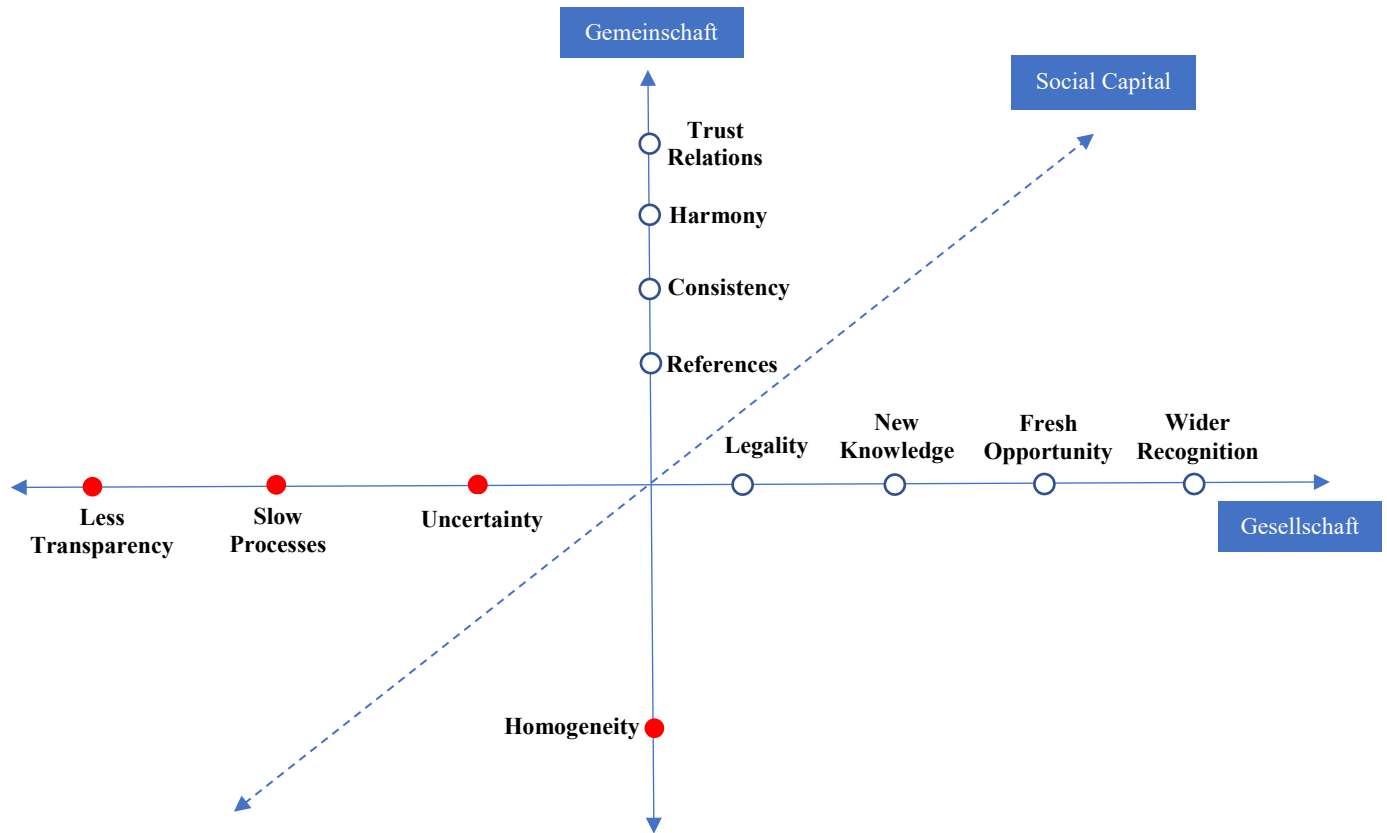 Gemeinschaft
Social Capital
Trust
Relations
Harmony
Consistency
References
Legality
New
Knowledge
Fresh
Opportunity
Wider
Recognition
Less
Transparency
Slow
Processes
Uncertainty
Gesellschaft
Homogeneity